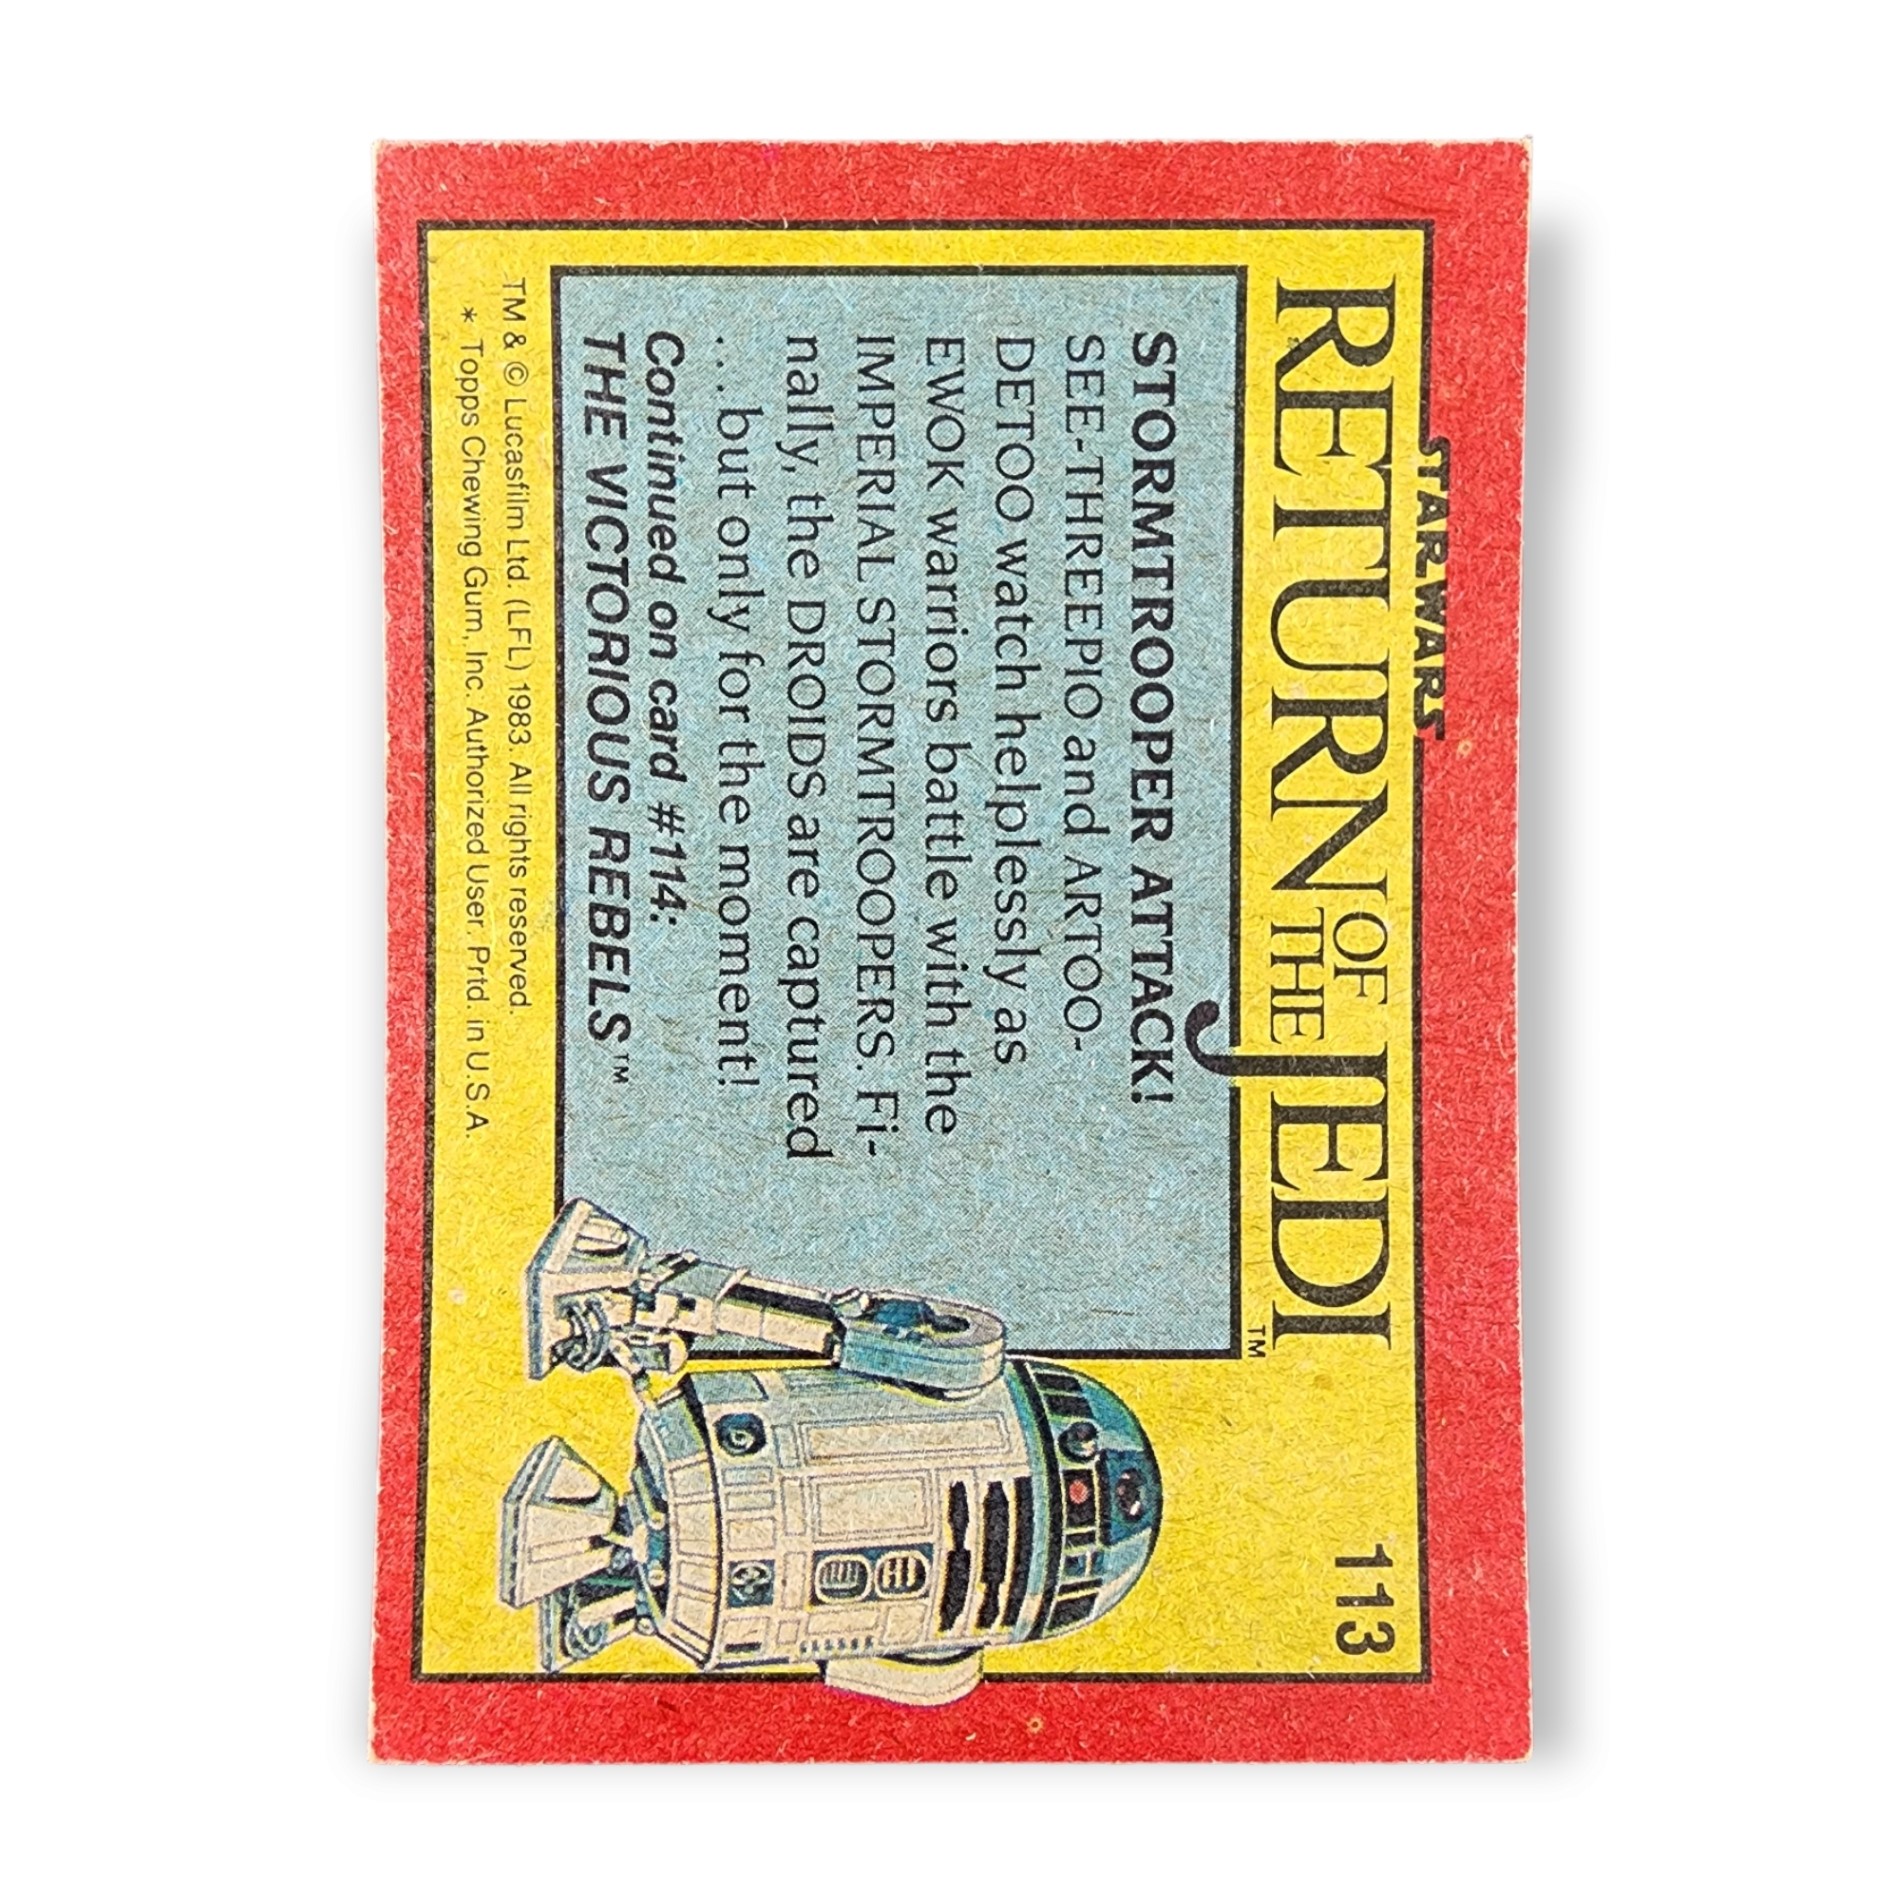 STAR WARS
RETURN OF THE JEDI™
113
STORMTROOPER ATTACK!
SEE-THREEPIO and ARTOO-
DETOO watch helplessly as
EWOK warriors battle with the
IMPERIAL STORMTROOPERS. Fi-
nally, the DROIDS are captured
...but only for the moment!
Continued on card #114:
THE VICTORIOUS REBELS™
TM & © Lucasfilm Ltd. (LFL) 1983. All rights reserved.
* Topps Chewing Gum, Inc. Authorized User. Prtd. in U.S.A.